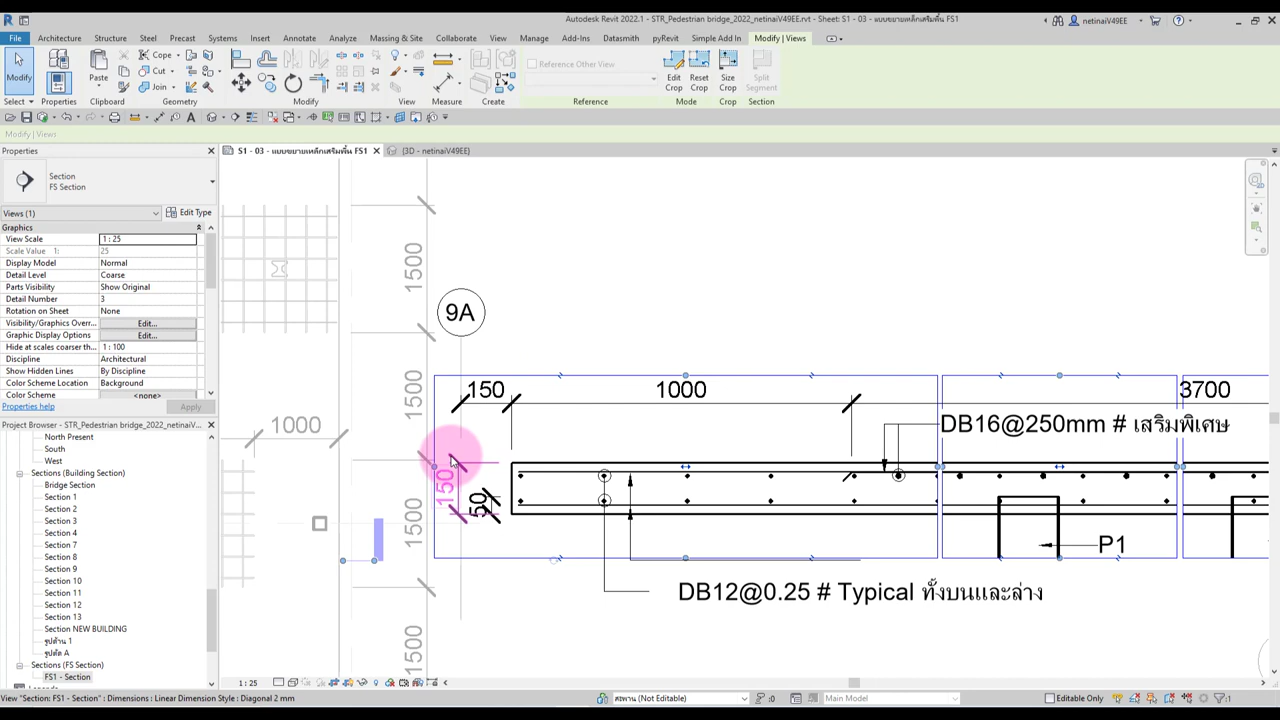 Autodesk Revit 2022.1 - STR_Pedestrian bridge_2022_netinaiV49EE.rvt - Sheet: S1 - 03 - แบบขยายเหล็กเสริมพื้น FS1
netinaiV49EE
File Architecture Structure Steel Precast Systems Insert Annotate Analyze Massing & Site Collaborate View Manage Add-Ins Datasmith pyRevit Simple Add In Modify | Views
Modify Properties Paste Cope Cut Join Reference Other View Edit Crop Reset Crop Size Crop Split Segment
Select Properties Clipboard Geometry Modify View Measure Create Reference Mode Crop Section
Modify | Views
Properties
S1 - 03 - แบบขยายเหล็กเสริมพื้น FS1
{3D - netinaiV49EE}
Section
FS Section
Views (1)
Edit Type
Graphics
View Scale 1 : 25
Scale Value 1: 25
Display Model Normal
Detail Level Coarse
Parts Visibility Show Original
Detail Number 3
Rotation on Sheet None
Visibility/Graphics Overr... Edit...
Graphic Display Options Edit...
Hide at scales coarser th... 1 : 100
Discipline Architectural
Show Hidden Lines By Discipline
Color Scheme Location Background
Color Scheme <none>
Properties help
Apply
Project Browser - STR_Pedestrian bridge_2022_netinaiV49EE.rvt
North Present
South
West
Sections (Building Section)
Bridge Section
Section 1
Section 2
Section 3
Section 4
Section 7
Section 8
Section 9
Section 10
Section 11
Section 12
Section 13
Section NEW BUILDING
รูปด้าน 1
รูปตัด A
Sections (FS Section)
FS1 - Section
1500
9A
1500
150
1000
3700
1000
DB16@250mm # เสริมพิเศษ
150
50
1500
P1
DB12@0.25 # Typical ทั้งบนและล่าง
1500
1 : 25
View "Section: FS1 - Section" : Dimensions : Linear Dimension Style : Diagonal 2 mm
สะพาน (Not Editable)
:0
Main Model
Editable Only
:1